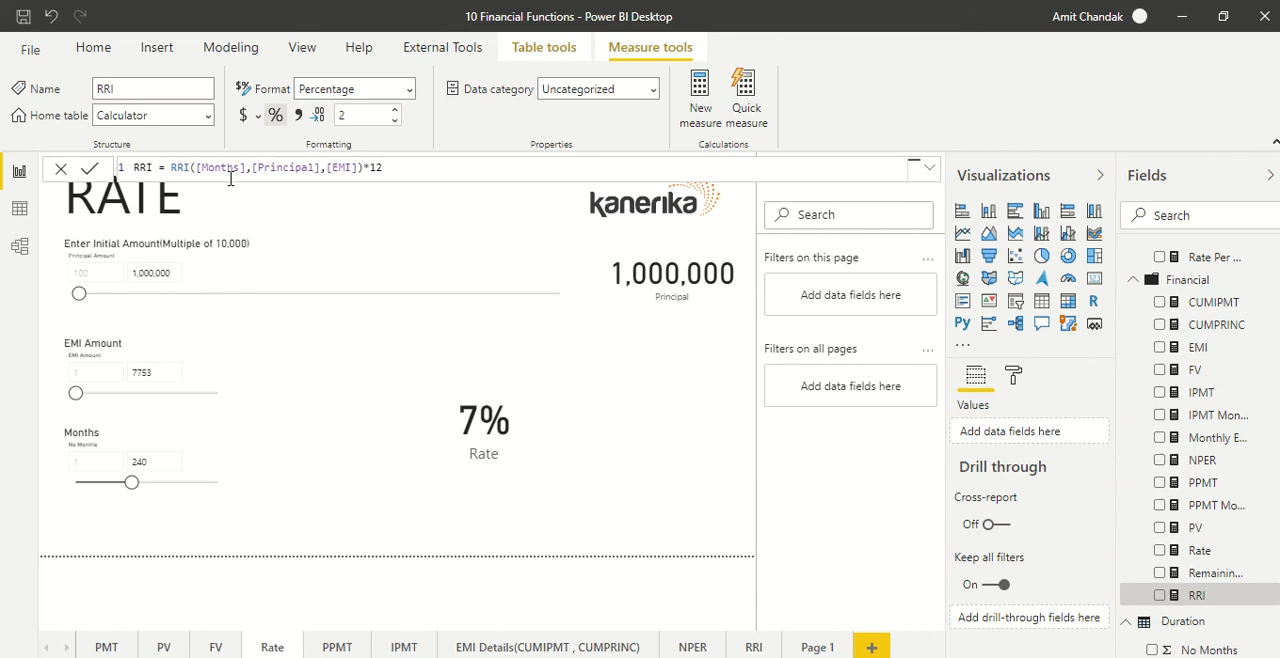 10 Financial Functions - Power BI Desktop
Amit Chandak
File Home Insert Modeling View Help External Tools Table tools Measure tools
Name RRI
Home table Calculator
Structure
Format Percentage
$ % 9 .00 2
Formatting
Data category Uncategorized
Properties
New measure
Quick measure
Calculations
1 RRI = RRI([Months],[Principal],[EMI])*12
RATE
kanerika
Enter Initial Amount(Multiple of 10,000)
Principal Amount
100 1,000,000
1,000,000
Principal
EMI Amount
EMI Amount
1 7753
Months
No Months
1 240
7%
Rate
Search
Filters on this page ...
Add data fields here
Filters on all pages ...
Add data fields here
Visualizations
R
Py
123
...
Values
Add data fields here
Drill through
Cross-report
Off
Keep all filters
On
Add drill-through fields here
Fields
Search
Rate Per ...
Financial
CUMIPMT
CUMPRINC
EMI
FV
IPMT
IPMT Mon...
Monthly E...
NPER
PPMT
PPMT Mo...
PV
Rate
Remainin...
RRI
Duration
Σ No Months
PMT PV FV Rate PPMT IPMT EMI Details(CUMIPMT , CUMPRINC) NPER RRI Page 1 +